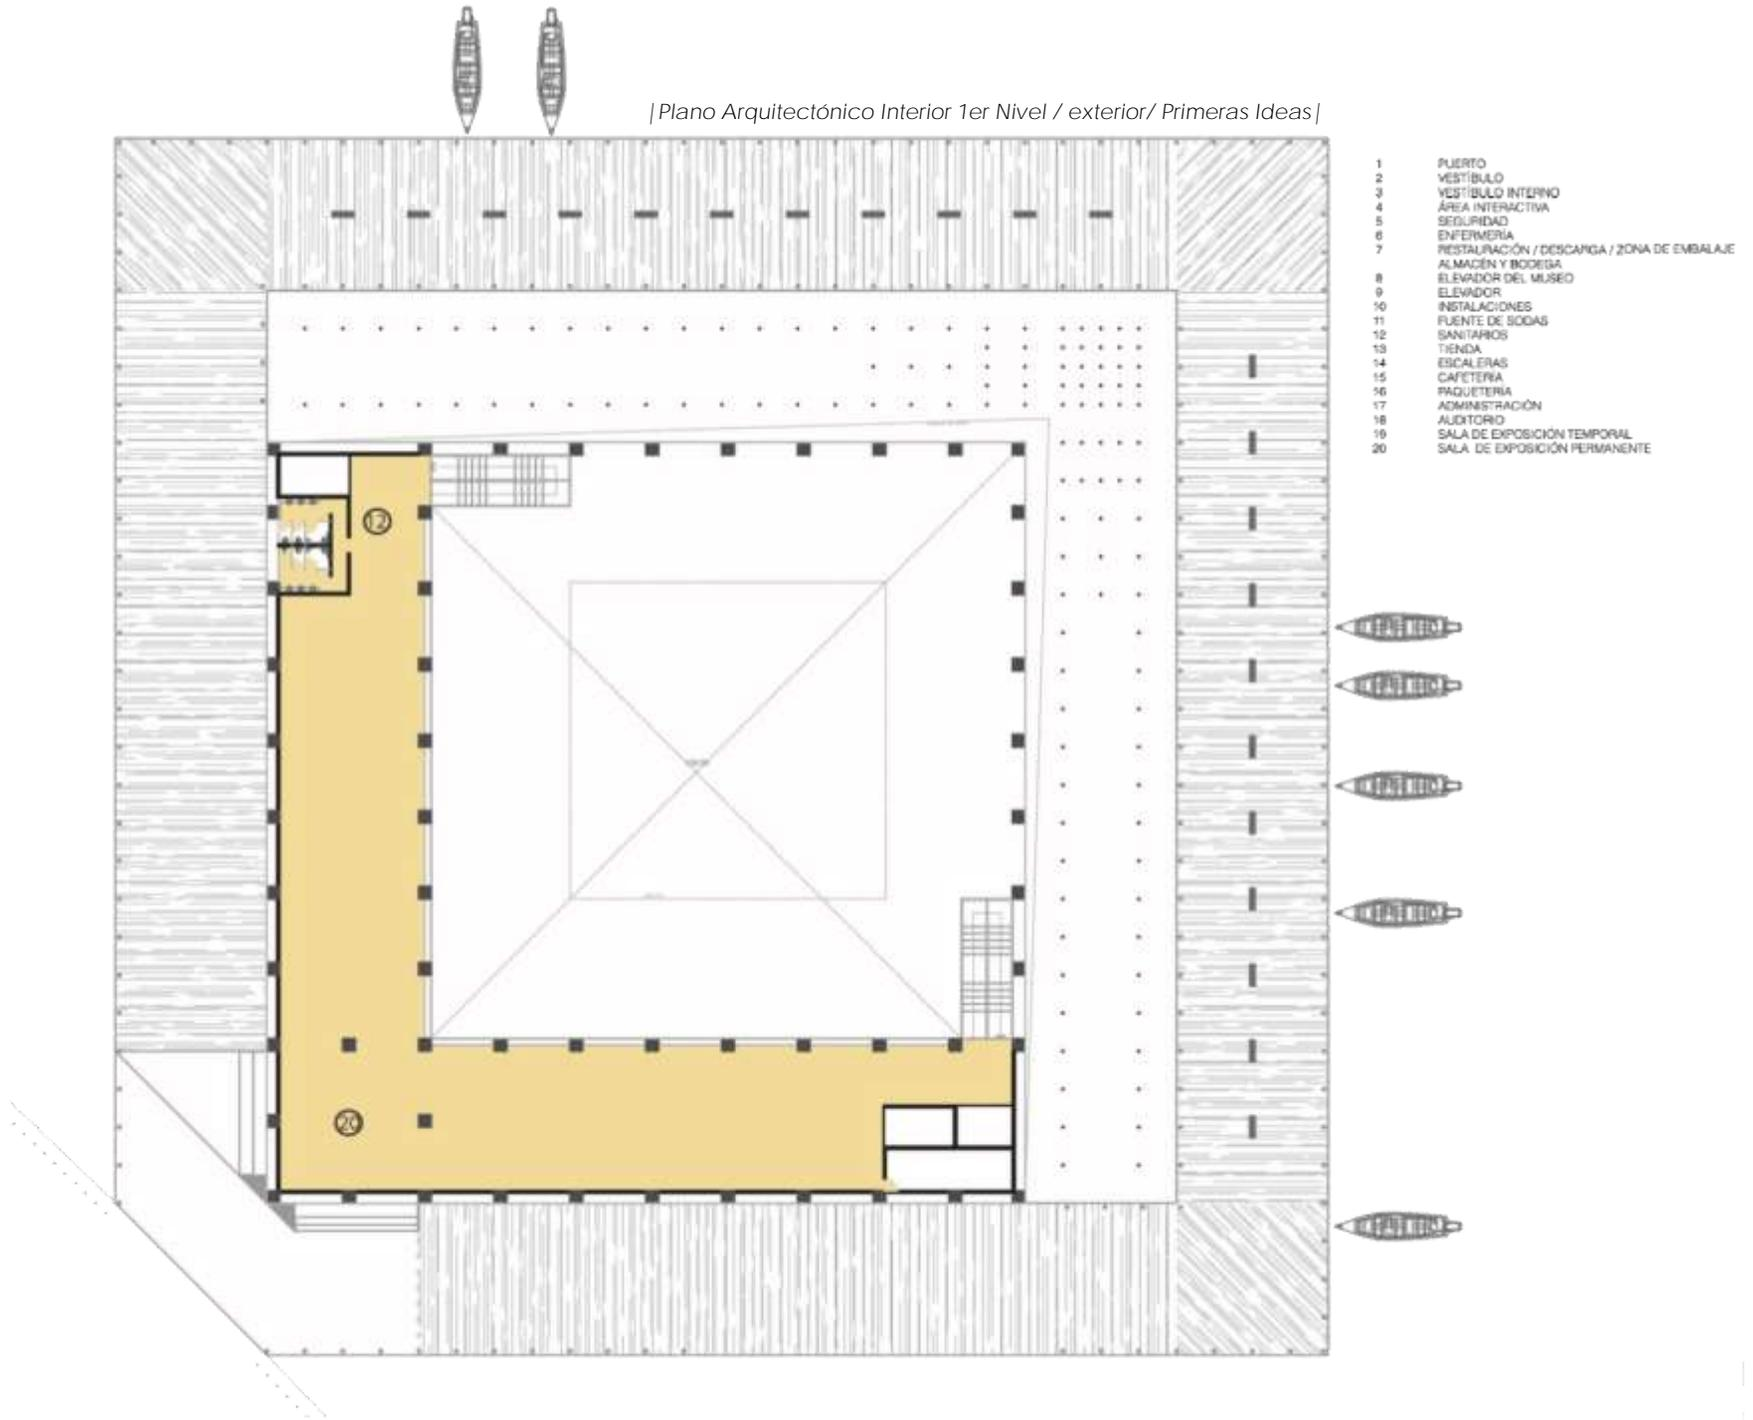 |Plano Arquitectónico Interior 1er Nivel / exterior/ Primeras Ideas|
1 PUERTO
2 VESTÍBULO
3 VESTÍBULO INTERNO
4 ÁREA INTERACTIVA
5 SEGURIDAD
6 ENFERMERÍA
7 RESTAURACIÓN / DESCARGA / ZONA DE EMBALAJE
ALMACÉN Y BODEGA
8 ELEVADOR DEL MUSEO
9 ELEVADOR
10 INSTALACIONES
11 FUENTE DE SODAS
12 SANITARIOS
13 TIENDA
14 ESCALERAS
15 CAFETERÍA
16 PAQUETERÍA
17 ADMINISTRACIÓN
18 AUDITORIO
19 SALA DE EXPOSICIÓN TEMPORAL
20 SALA DE EXPOSICIÓN PERMANENTE
12
20